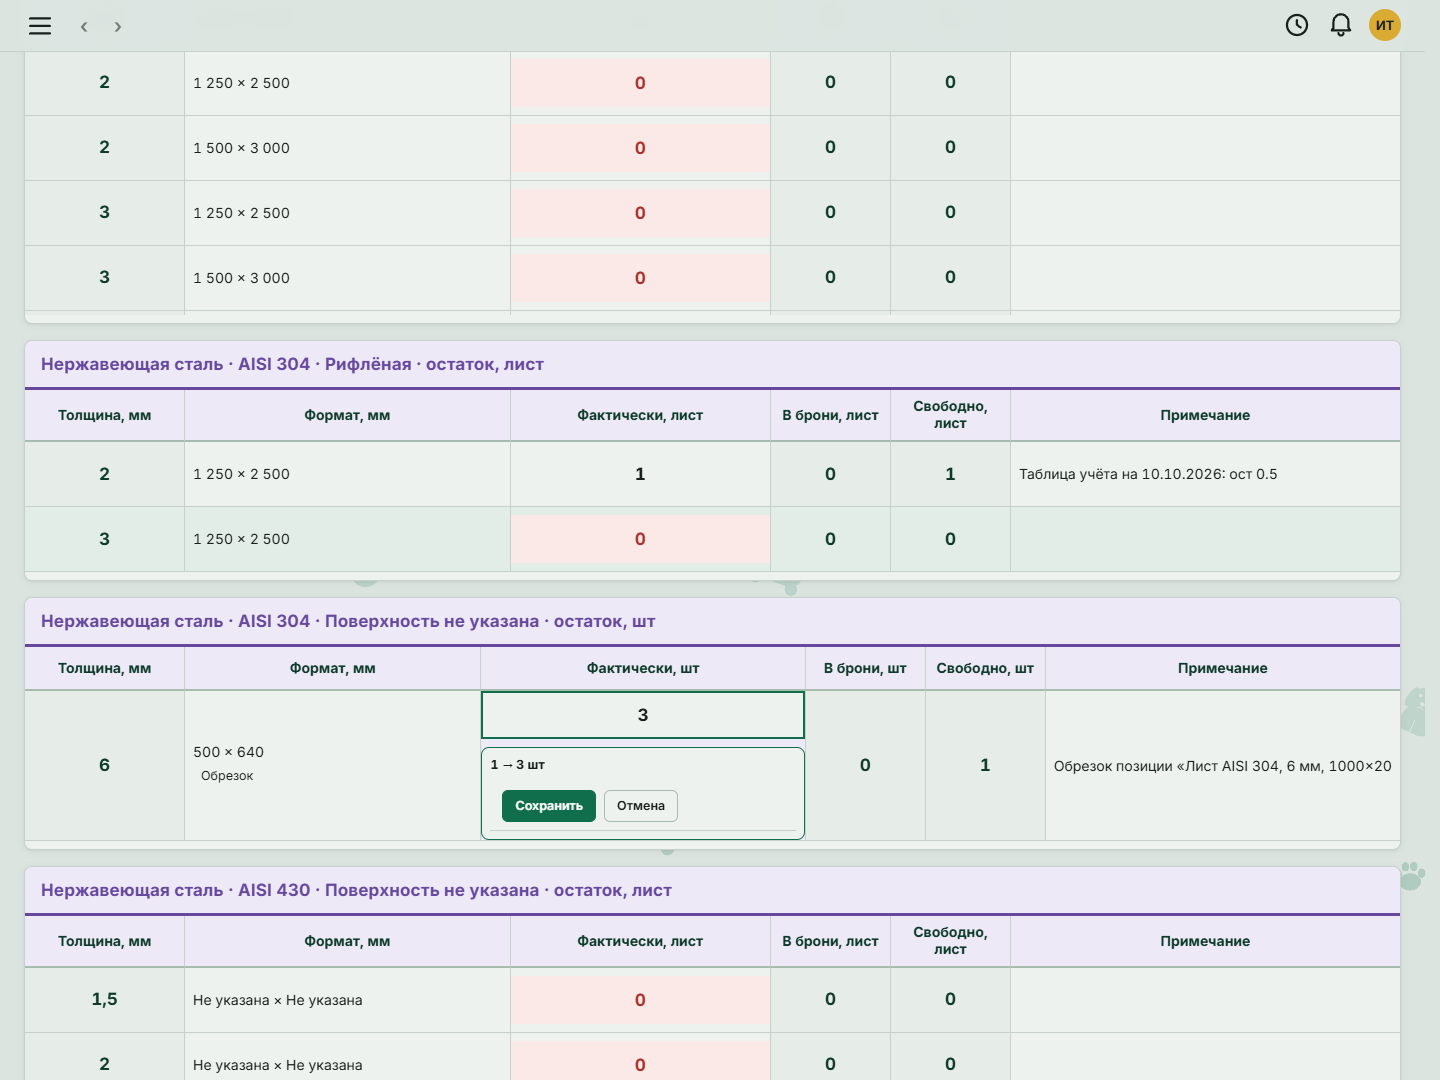 ИТ
2 1 250 × 2 500 0 0 0
2 1 500 × 3 000 0 0 0
3 1 250 × 2 500 0 0 0
3 1 500 × 3 000 0 0 0
Нержавеющая сталь · AISI 304 · Рифлёная · остаток, лист
Толщина, мм Формат, мм Фактически, лист В брони, лист Свободно, лист Примечание
2 1 250 × 2 500 1 0 1 Таблица учёта на 10.10.2026: ост 0.5
3 1 250 × 2 500 0 0 0
Нержавеющая сталь · AISI 304 · Поверхность не указана · остаток, шт
Толщина, мм Формат, мм Фактически, шт В брони, шт Свободно, шт Примечание
3
6 500 × 640 0 1 Обрезок позиции «Лист AISI 304, 6 мм, 1000×20
Обрезок
1 → 3 шт
Сохранить Отмена
Нержавеющая сталь · AISI 430 · Поверхность не указана · остаток, лист
Толщина, мм Формат, мм Фактически, лист В брони, лист Свободно, лист Примечание
1,5 Не указана × Не указана 0 0 0
2 Не указана × Не указана 0 0 0